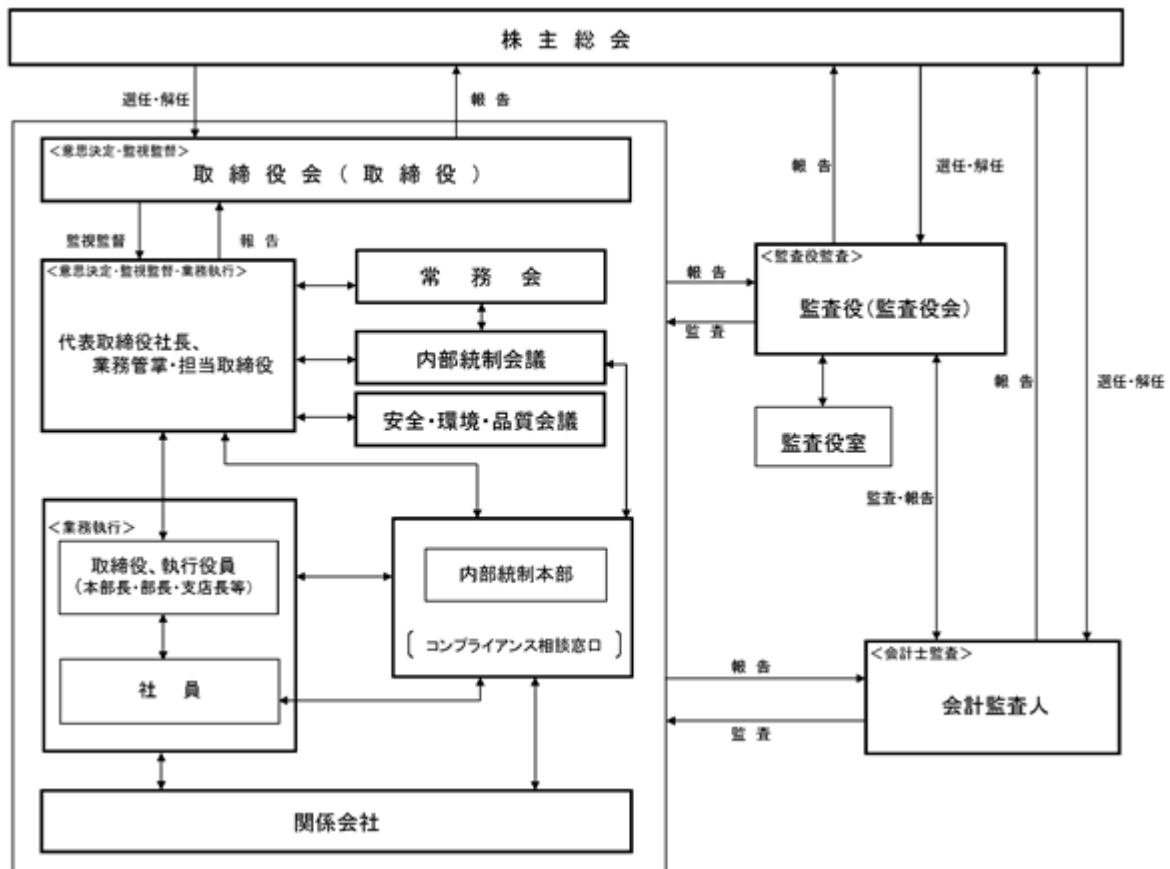 株 主 総 会
選任・解任
報 告
<意思決定・監視監督>
取 締 役 会 ( 取 締 役 )
監視監督
報 告
<意思決定・監視監督・業務執行>
代表取締役社長、
業務管掌・担当取締役
常 務 会
内部統制会議
安全・環境・品質会議
<業務執行>
取締役、執行役員
(本部長・部長・支店長等)
社 員
内部統制本部
〔 コンプライアンス相談窓口 〕
関係会社
報 告
監 査
報 告
選任・解任
<監査役監査>
監査役(監査役会)
監査役室
監査・報告
報 告
選任・解任
報 告
監 査
<会計士監査>
会計監査人